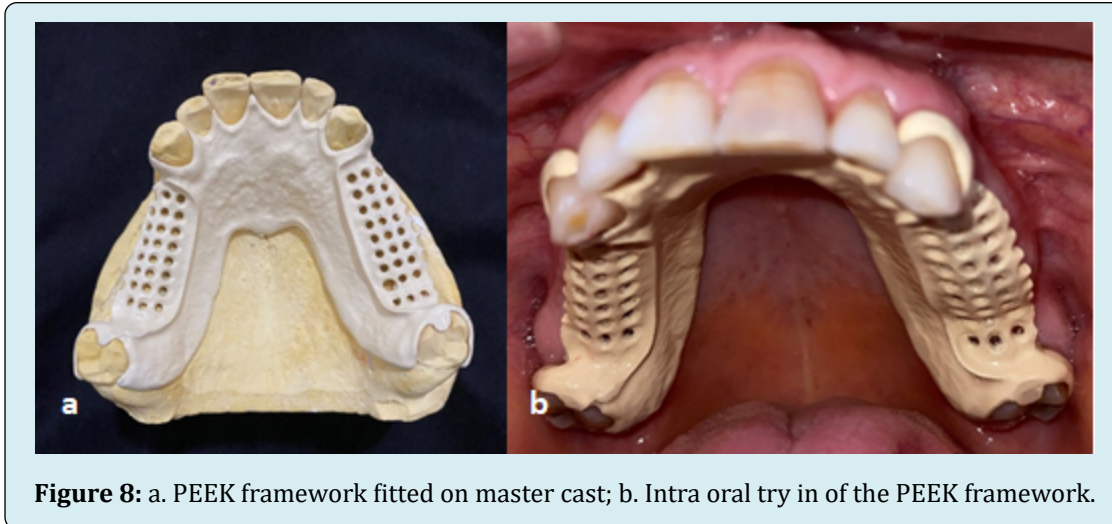 a
b
Figure 8: a. PEEK framework fitted on master cast; b. Intra oral try in of the PEEK framework.